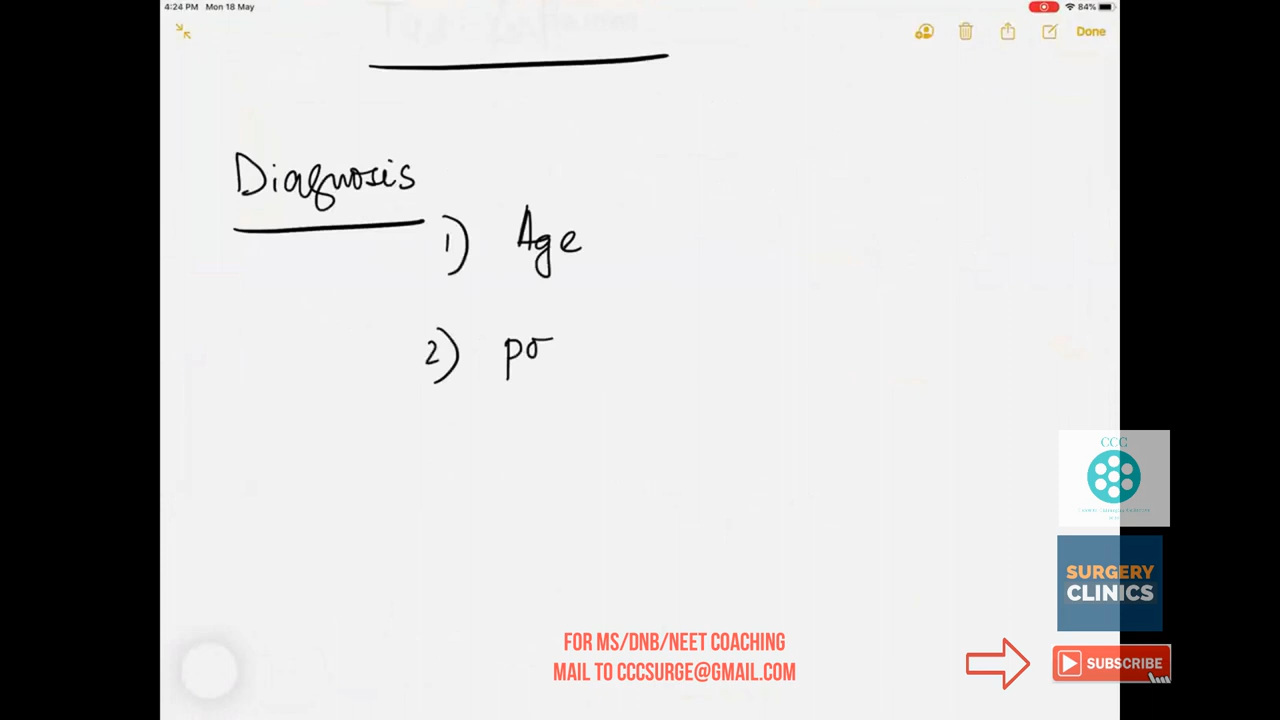 4:24 PM Mon 18 May
84%
Done
Diagnosis
1) Age
2) po
CCC
SURGERY
CLINICS
FOR MS/DNB/NEET COACHING
MAIL TO CCCSURGE@GMAIL.COM
SUBSCRIBE